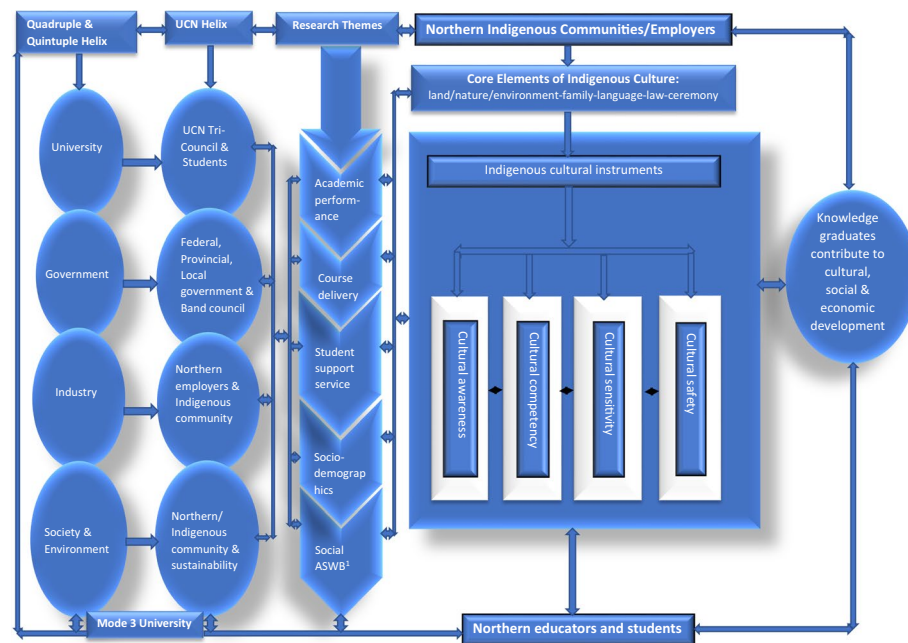 Quadruple &
Quintuple Helix
UCN Helix
Research Themes
Northern Indigenous Communities/Employers
Core Elements of Indigenous Culture:
land/nature/environment-family-language-law-ceremony
University
UCN Tri-
Council &
Students
Academic
perform-
ance
Indigenous cultural instruments
Government
Federal,
Provincial,
Local
government &
Band council
Course delivery
Knowledge
graduates
contribute to
cultural,
social &
economic
development
Student
support
service
Cultural awareness
Cultural competency
Cultural sensitivity
Cultural safety
Industry
Northern
employers &
Indigenous
community
Socio-
demograp
hics
Society &
Environment
Northern/
Indigenous
community &
sustainability
Social
ASWB¹
Mode 3 University
Northern educators and students